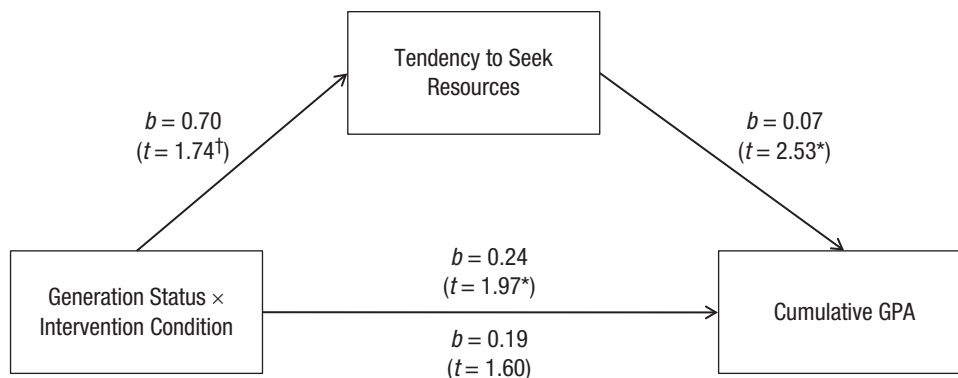 Tendency to Seek
Resources
b = 0.70
(t = 1.74†)
b = 0.07
(t = 2.53*)
Generation Status ×
Intervention Condition
b = 0.24
(t = 1.97*)
b = 0.19
(t = 1.60)
Cumulative GPA